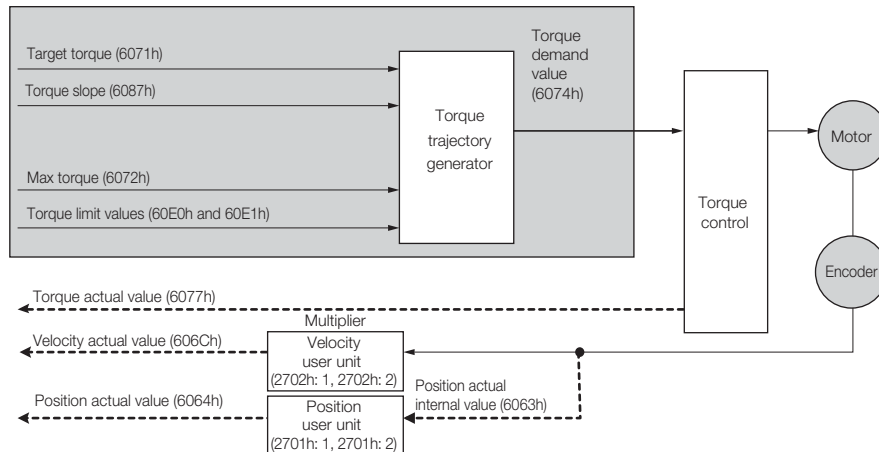 Target torque (6071h)
Torque slope (6087h)
Max torque (6072h)
Torque limit values (60E0h and 60E1h)
Torque
trajectory
generator
Torque
demand
value
(6074h)
Torque
control
Motor
Encoder
Torque actual value (6077h)
Multiplier
Velocity actual value (606Ch)
Velocity
user unit
(2702h: 1, 2702h: 2)
Position actual
internal value (6063h)
Position actual value (6064h)
Position
user unit
(2701h: 1, 2701h: 2)